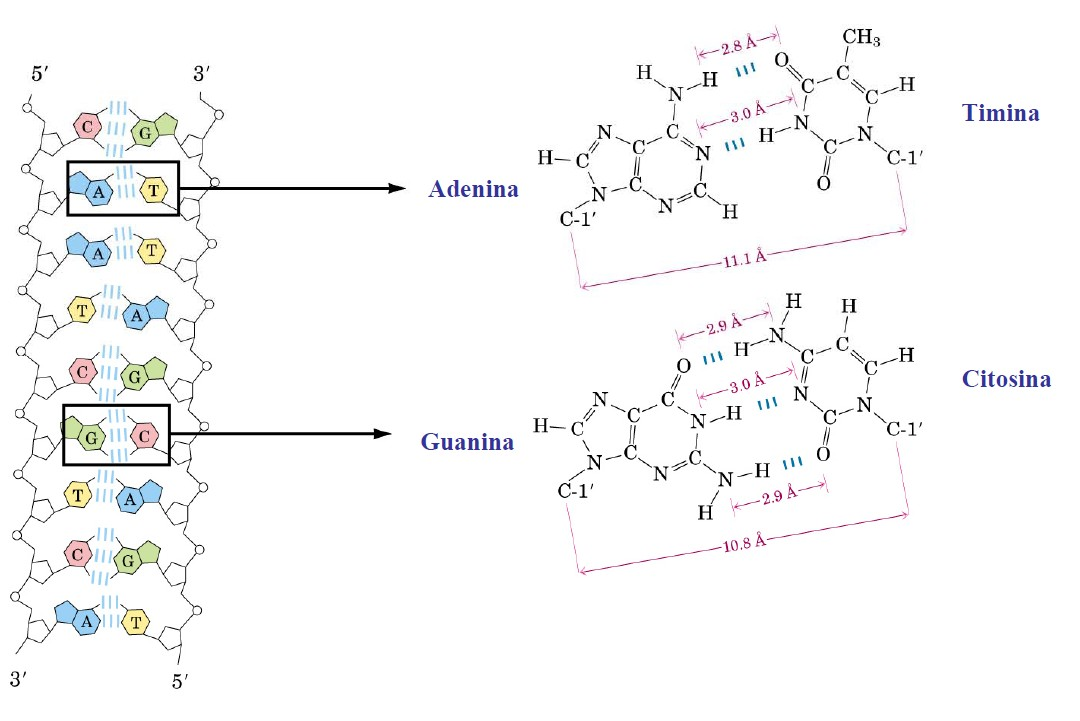 5′ 3′
C G
A T
A T
T A
C G
G C
T A
C G
A T
3′ 5′
Adenina
Timina
2.8 Å
3.0 Å
11.1 Å
H
N
H
O
CH₃
C
C
C
H
N
H
N
C
O
N
C-1′
H
C
N
C
C
N
C
H
N
C
N
C-1′
Guanina
Citosina
2.9 Å
3.0 Å
2.9 Å
10.8 Å
H
H
N
H
C
C
C
H
N
C
O
N
C-1′
O
C
N
H
C
N
H
H
N
C
C
N
C
H
N
C-1′